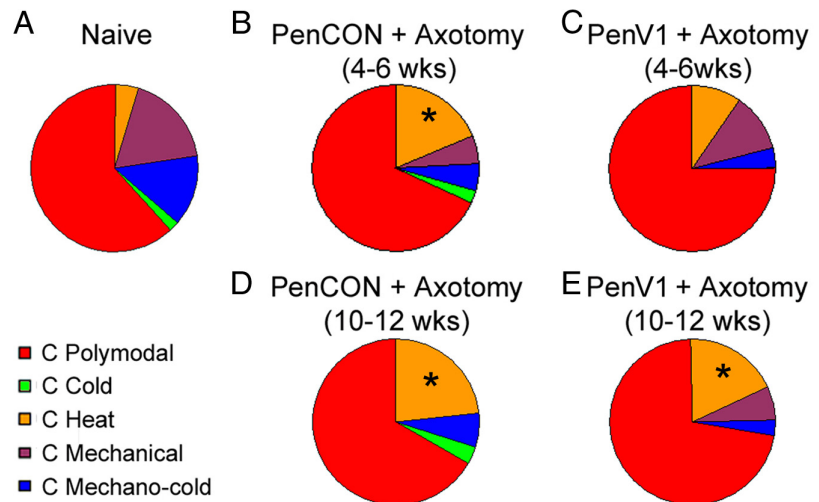 A
Naive
B
PenCON + Axotomy
(4-6 wks)
*
C
PenV1 + Axotomy
(4-6wks)
D
PenCON + Axotomy
(10-12 wks)
*
E
PenV1 + Axotomy
(10-12 wks)
*
C Polymodal
C Cold
C Heat
C Mechanical
C Mechano-cold